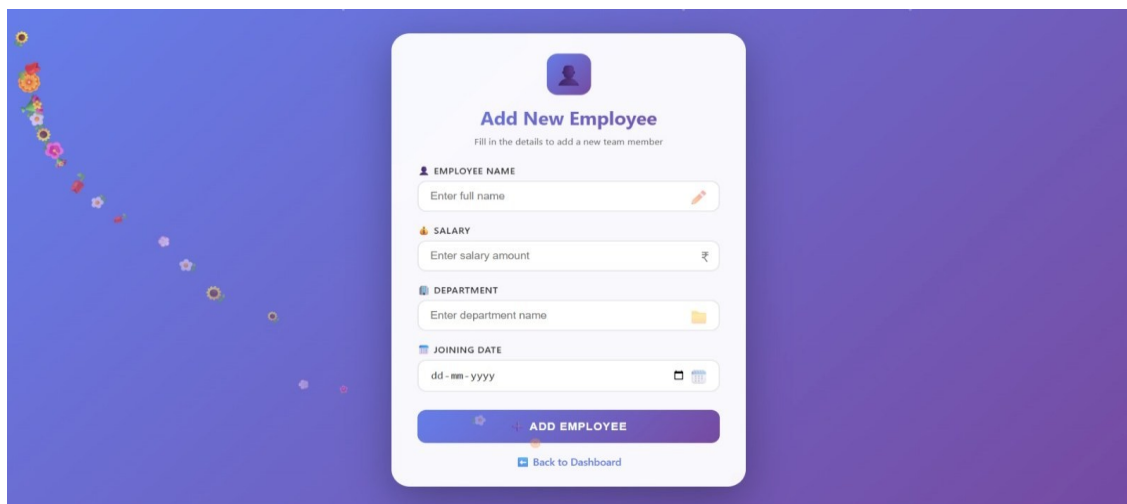 Add New Employee
Fill in the details to add a new team member
EMPLOYEE NAME
Enter full name
SALARY
Enter salary amount ₹
DEPARTMENT
Enter department name
JOINING DATE
dd-mm-yyyy
ADD EMPLOYEE
Back to Dashboard